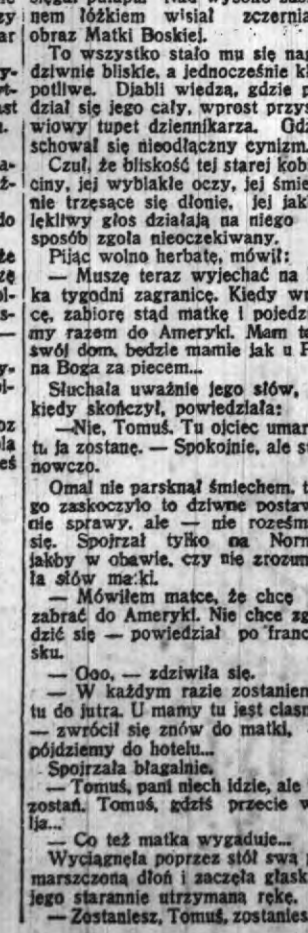 nem łóżkiem wisiał zczerniał
obraz Matki Boskiej.
To wszystko stało mu się nag
dziwnie bliskie, a jednocześnie kł
potliwe. Djabli wiedzą, gdzie p
dział się jego cały, wprost przys
wiowy tupet dziennikarza. Gdz
schował się nieodłączny cynizm.
Czuł, że bliskość tej starej kob
ciny, jej wyblakłe oczy, jej śmie
nie trzęsące się dłonie, jej jak
lękliwy głos działają na niego
sposób zgoła nieoczekiwany.
Pijąc wolno herbatę, mówił:
— Muszę teraz wyjechać na
ka tygodni zagranicę. Kiedy wr
cę, zabiorę stąd matkę i pojedzi
my razem do Ameryki. Mam t
swój dom, bedzie mamie jak u P
na Boga za piecem...
Słuchała uważnie jego słów,
kiedy skończył, powiedziała:
—Nie, Tomuś. Tu ojciec umar
tu ja zostanę. — Spokojnie, ale s
nowczo.
Omal nie parsknął śmiechem, t
go zaskoczyło to dziwne postaw
nie sprawy, ale — nie roześm
się. Spojrzał tylko na Norm
jakby w obawie, czy nie zrozum
ła słów matki.
— Mówiłem matce, że chcę
zabrać do Ameryki. Nie chce zg
dzić się — powiedział po franc
sku.
— Ooo, — zdziwiła się.
— W każdym razie zostaniem
tu do jutra. U mamy tu jest ciasn
— zwrócił się znów do matki,
pójdziemy do hotelu...
Spojrzała błagalnie.
— Tomuś, pani niech idzie, ale
zostań. Tomuś, gdziś przecie w
lja...
— Co też matka wygaduje...
Wyciągnęła poprzez stół swą
marszczoną dłoń i zaczęła głask
jego starannie utrzymaną rękę.
— Zostaniesz, Tomuś, zostanies